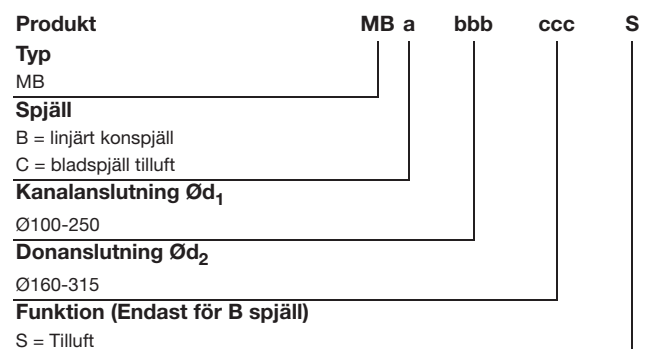 Produkt MB a bbb ccc S
Typ
MB
Spjäll
B = linjärt konspjäll
C = bladspjäll tilluft
Kanalanslutning Ød1
Ø100-250
Donanslutning Ød2
Ø160-315
Funktion (Endast för B spjäll)
S = Tilluft